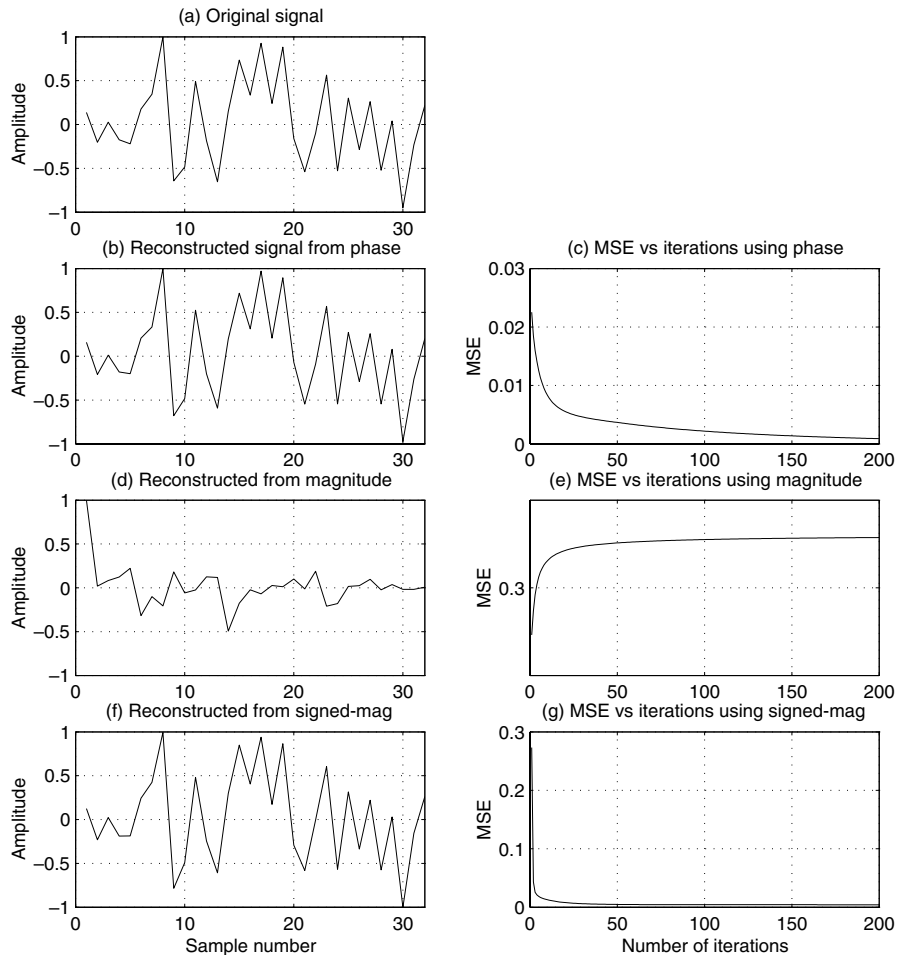 (a) Original signal
1
0.5
0
−0.5
−1
Amplitude
0 10 20 30
(b) Reconstructed signal from phase
1
0.5
0
−0.5
−1
Amplitude
0 10 20 30
(c) MSE vs iterations using phase
0.03
0.02
0.01
0
MSE
0 50 100 150 200
(d) Reconstructed from magnitude
1
0.5
0
−0.5
−1
Amplitude
0 10 20 30
(e) MSE vs iterations using magnitude
0.3
MSE
0 50 100 150 200
(f) Reconstructed from signed-mag
1
0.5
0
−0.5
−1
Amplitude
0 10 20 30
Sample number
(g) MSE vs iterations using signed-mag
0.3
0.2
0.1
0
MSE
0 50 100 150 200
Number of iterations